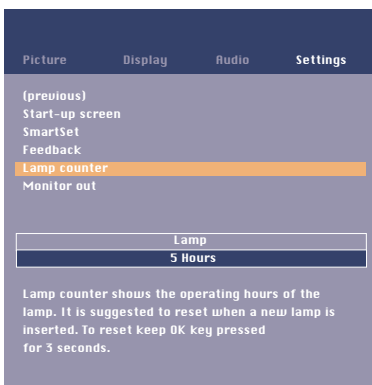 Picture Display Audio Settings
(previous)
Start-up screen
SmartSet
Feedback
Lamp counter
Monitor out
Lamp
5 Hours
Lamp counter shows the operating hours of the
lamp. It is suggested to reset when a new lamp is
inserted. To reset keep OK key pressed
for 3 seconds.